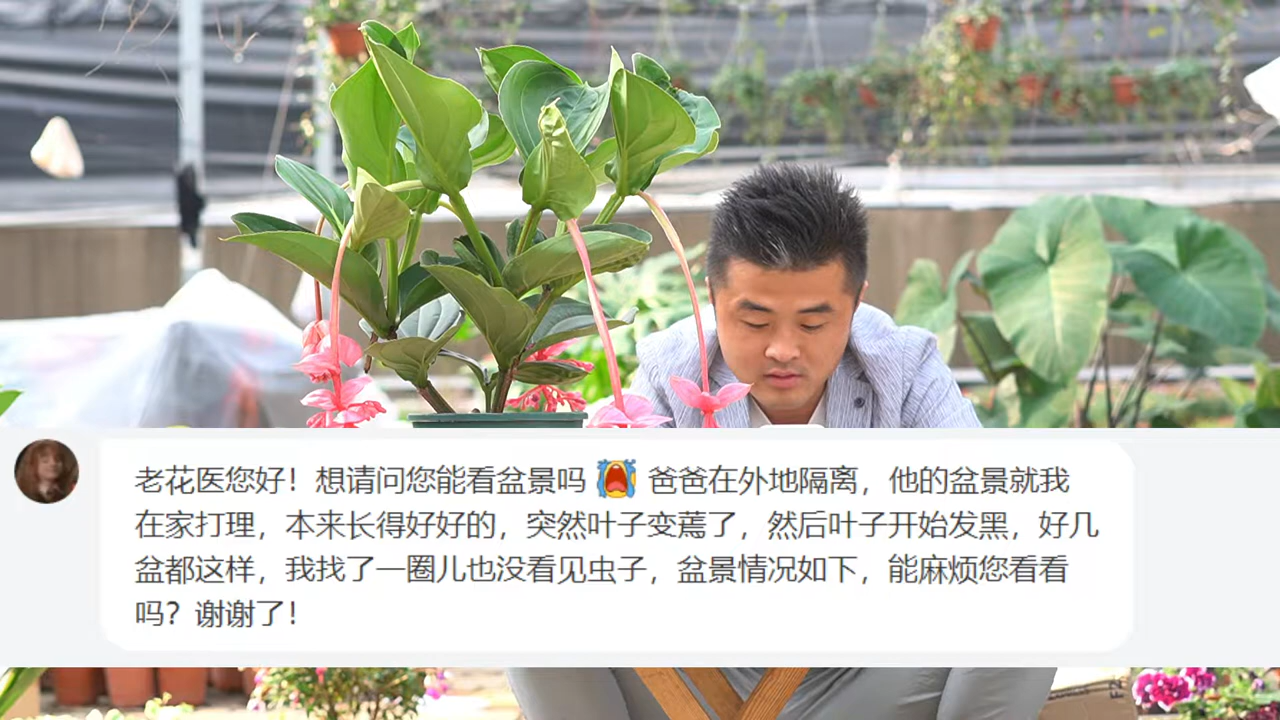 老花医您好！想请问您能看盆景吗😭爸爸在外地隔离，他的盆景就我
在家打理，本来长得好好的，突然叶子变蔫了，然后叶子开始发黑，好几
盆都这样，我找了一圈儿也没看见虫子，盆景情况如下，能麻烦您看看
吗？谢谢了！